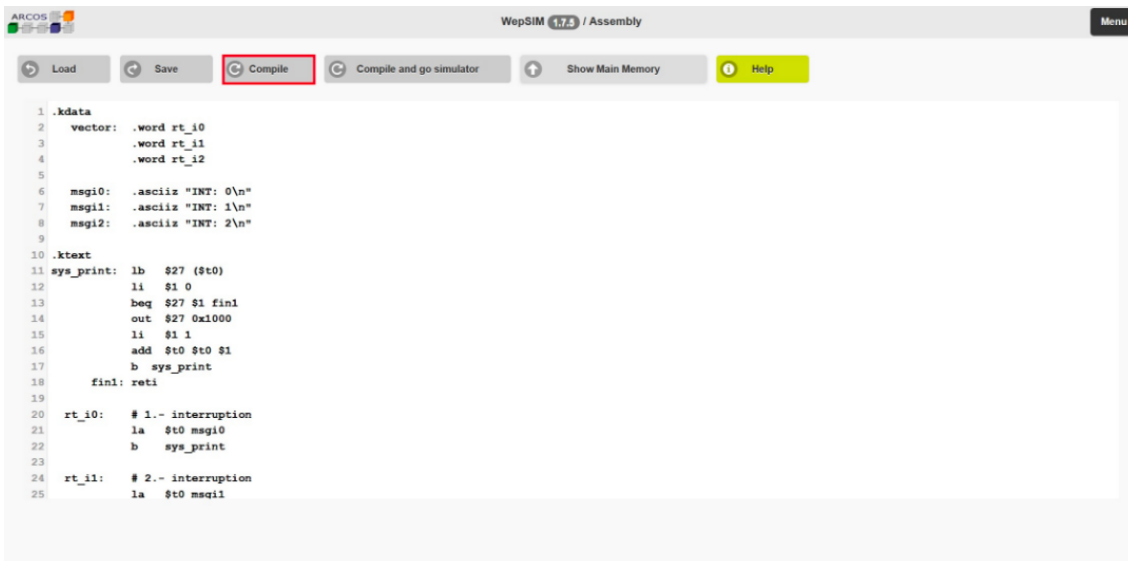 ARCOS
WepSIM 1.7.5 / Assembly
Menu
Load Save Compile Compile and go simulator Show Main Memory Help
1 .kdata
2 vector: .word rt_i0
3 .word rt_i1
4 .word rt_i2
5
6 msgi0: .asciiz "INT: 0\n"
7 msgi1: .asciiz "INT: 1\n"
8 msgi2: .asciiz "INT: 2\n"
9
10 .ktext
11 sys_print: lb $27 ($t0)
12 li $1 0
13 beq $27 $1 fin1
14 out $27 0x1000
15 li $1 1
16 add $t0 $t0 $1
17 b sys_print
18 fin1: reti
19
20 rt_i0: # 1.- interruption
21 la $t0 msgi0
22 b sys_print
23
24 rt_i1: # 2.- interruption
25 la $t0 msgi1